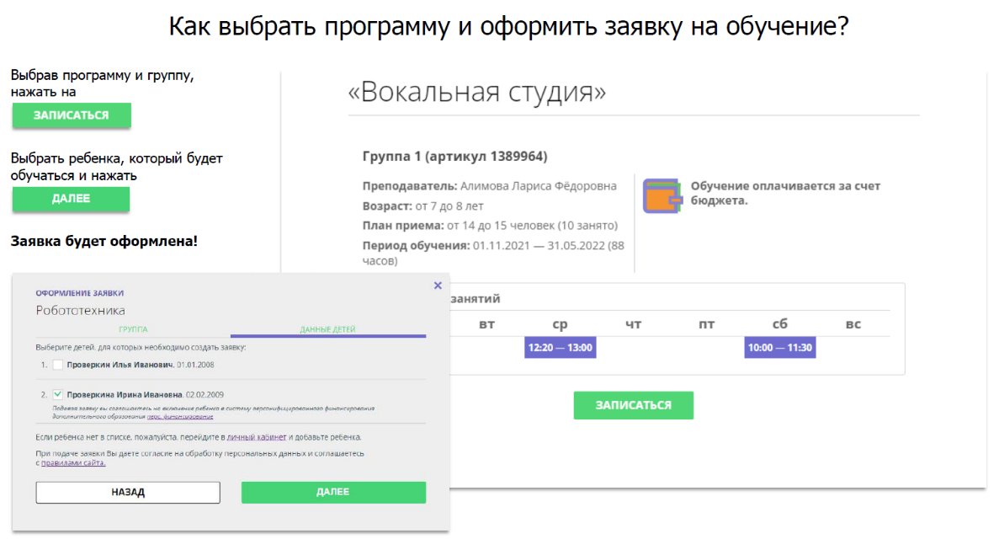 Как выбрать программу и оформить заявку на обучение?
Выбрав программу и группу,
нажать на
ЗАПИСАТЬСЯ
Выбрать ребенка, который будет
обучаться и нажать
ДАЛЕЕ
Заявка будет оформлена!
«Вокальная студия»
Группа 1 (артикул 1389964)
Преподаватель: Алимова Лариса Фёдоровна
Возраст: от 7 до 8 лет
План приема: от 14 до 15 человек (10 занято)
Период обучения: 01.11.2021 — 31.05.2022 (88
часов)
Обучение оплачивается за счет
бюджета.
занятий
вт ср чт пт сб вс
12:20 — 13:00 10:00 — 11:30
ЗАПИСАТЬСЯ
ОФОРМЛЕНИЕ ЗАЯВКИ
Робототехника
ГРУППА ДАННЫЕ ДЕТЕЙ
Выберите детей, для которых необходимо создать заявку:
1. Проверкин Илья Иванович, 01.01.2008
2. Проверкина Ирина Ивановна, 02.02.2009
Подавая заявку вы соглашаетесь на включение ребенка в систему персонифицированного финансирования
дополнительного образования перс. финансирование
Если ребенка нет в списке, пожалуйста, перейдите в личный кабинет и добавьте ребенка.
При подаче заявки Вы даете согласие на обработку персональных данных и соглашаетесь
с правилами сайта.
НАЗАД ДАЛЕЕ